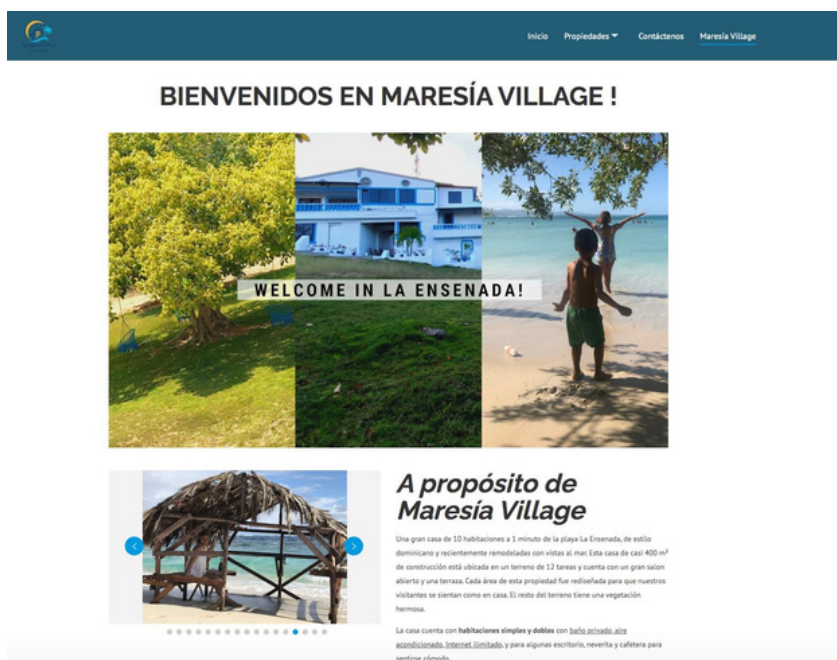 Inicio Propiedades Contáctenos Maresía Village
BIENVENIDOS EN MARESÍA VILLAGE !
WELCOME IN LA ENSENADA!
A propósito de
Maresía Village
Una gran casa de 10 habitaciones a 1 minuto de la playa La Ensenada, de estilo
dominicano y recientemente remodeladas con vistas al mar. Esta casa de casi 400 m²
de construcción está ubicada en un terreno de 12 tareas y cuenta con un gran salon
abierto y una terraza. Cada área de esta propiedad fue rediseñada para que nuestros
visitantes se sientan como en casa. El resto del terreno tiene una vegetación
hermosa.
La casa cuenta con habitaciones simples y dobles con baño privado, aire
acondicionado, Internet ilimitado, y para algunas escritorio, neverita y cafetera para
sentirse cómodo.